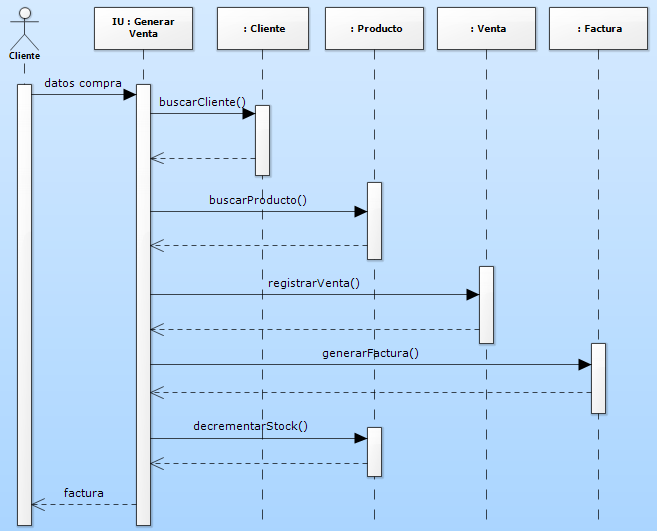 IU : Generar
Venta
: Cliente
: Producto
: Venta
: Factura
Cliente
datos compra
buscarCliente()
buscarProducto()
registrarVenta()
generarFactura()
decrementarStock()
factura